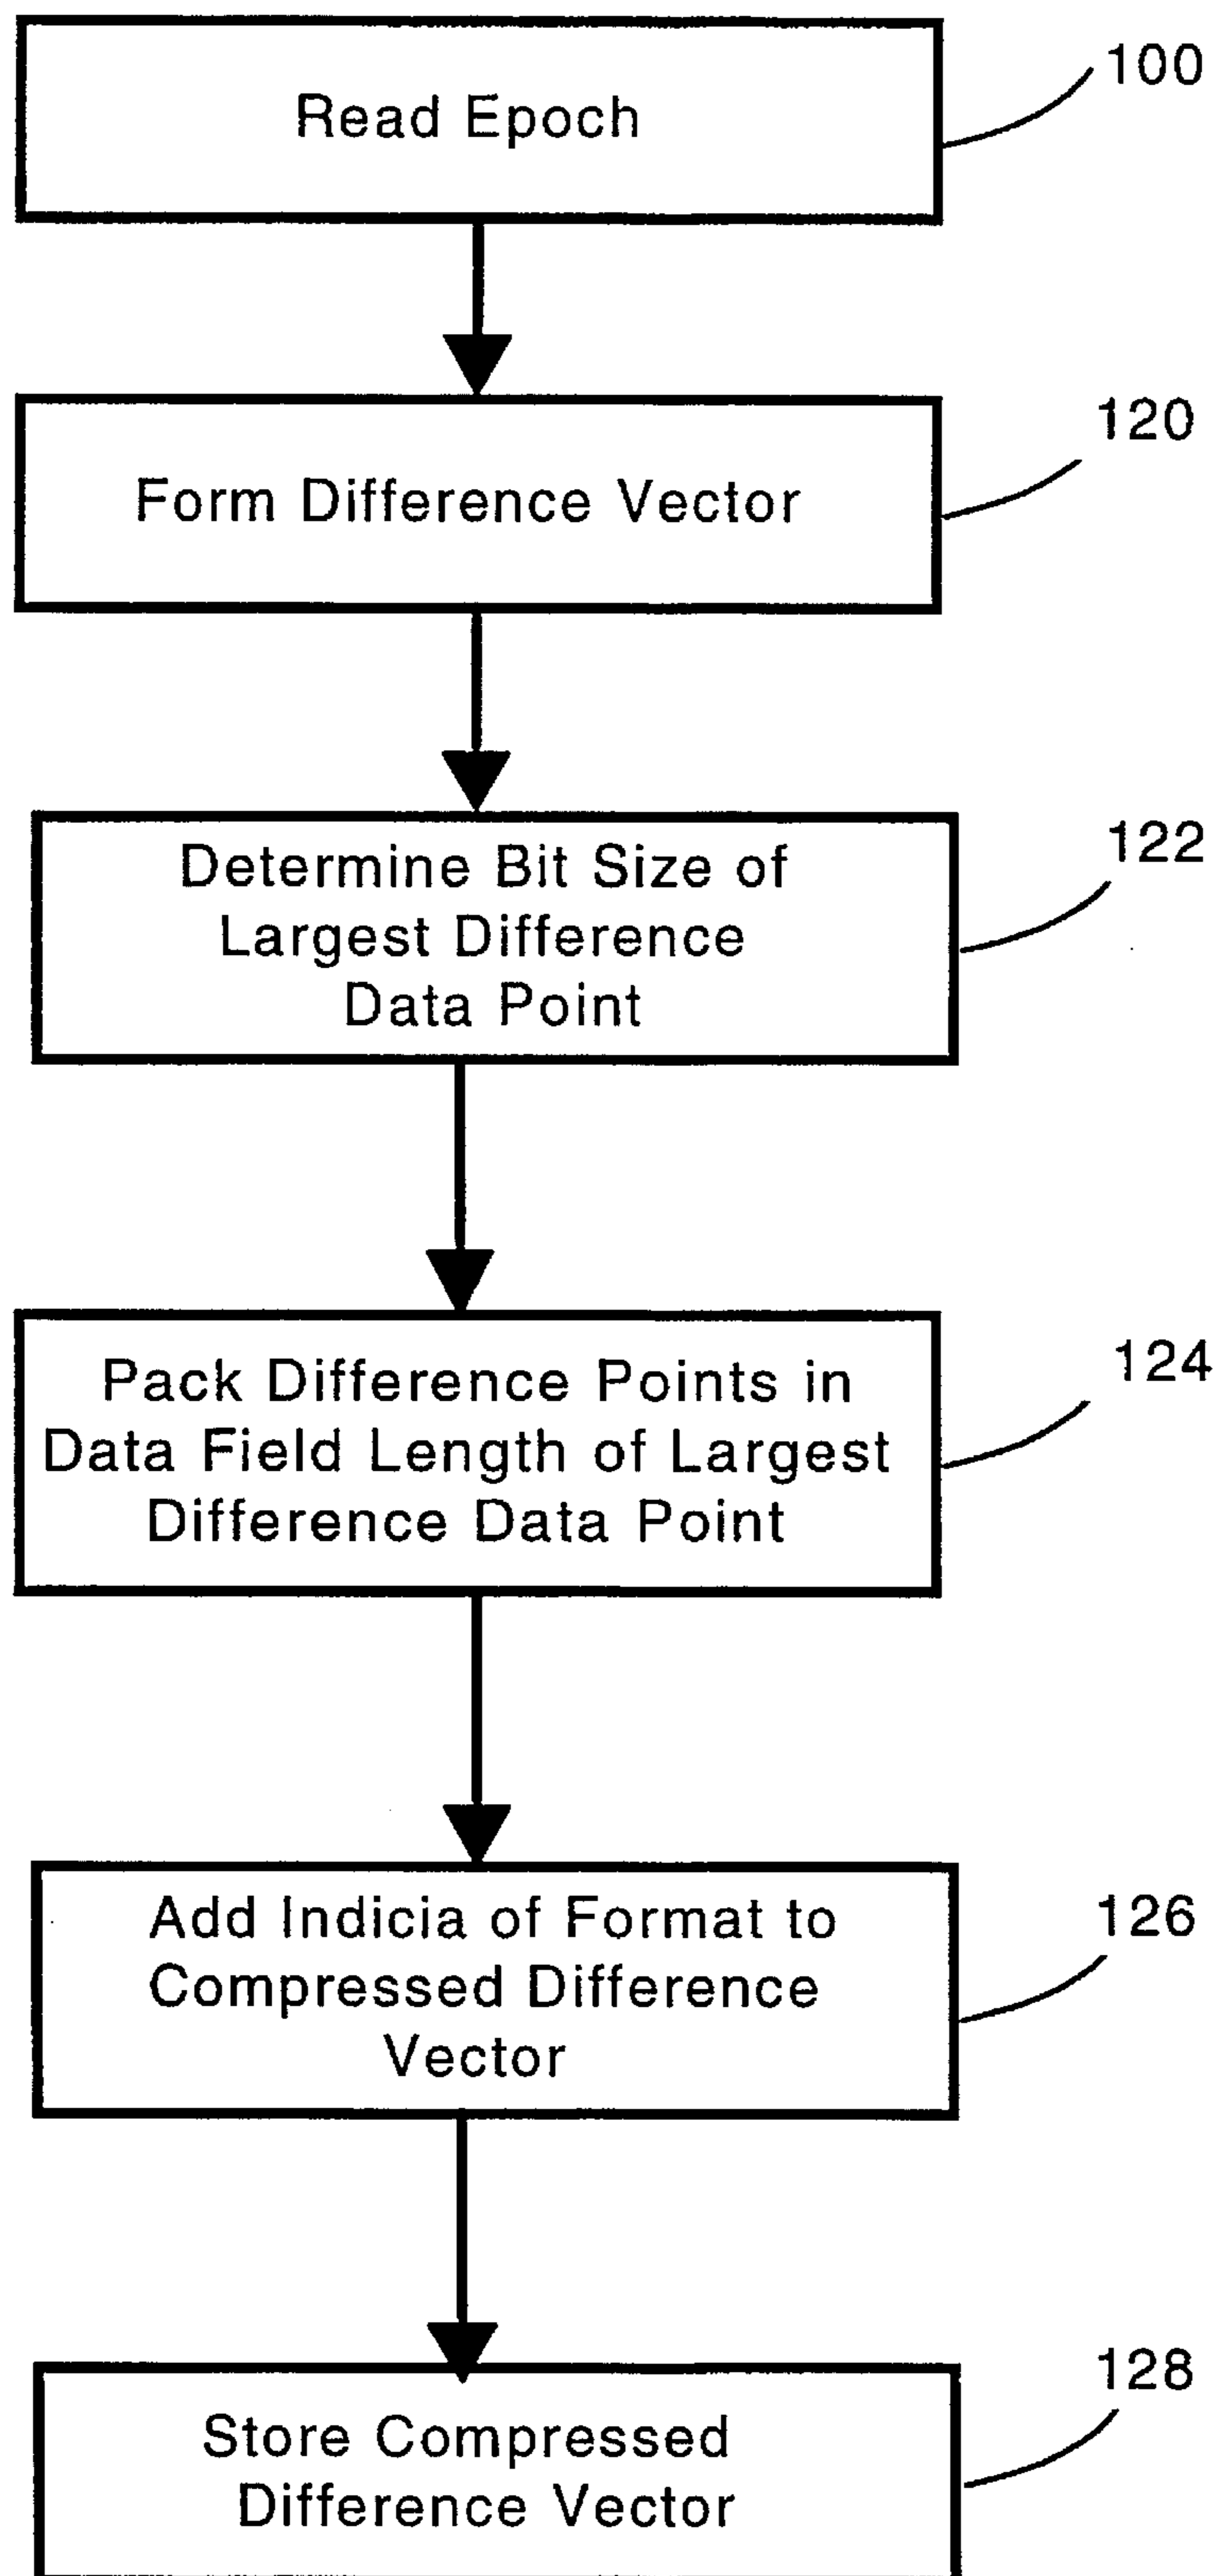 Read Epoch
100
Form Difference Vector
120
Determine Bit Size of
Largest Difference
Data Point
122
Pack Difference Points in
Data Field Length of Largest
Difference Data Point
124
Add Indicia of Format to
Compressed Difference
Vector
126
Store Compressed
Difference Vector
128